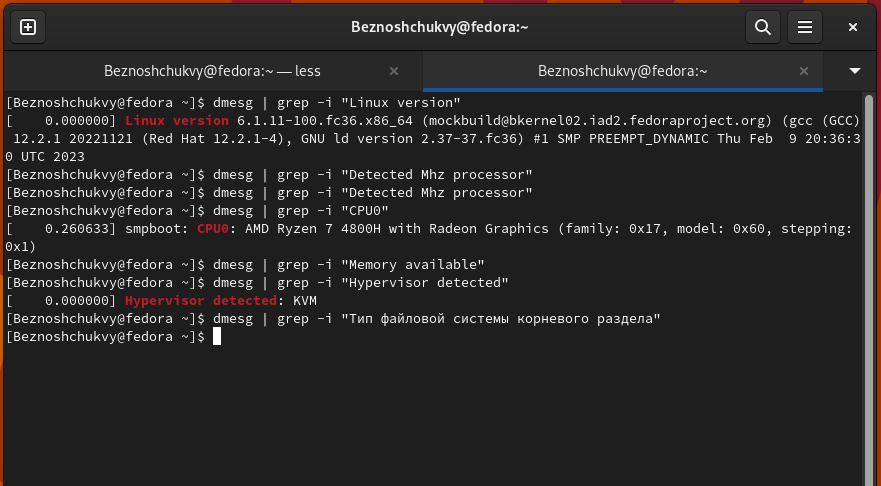 Beznoshchukvy@fedora:~
Beznoshchukvy@fedora:~ — less
Beznoshchukvy@fedora:~
[Beznoshchukvy@fedora ~]$ dmesg | grep -i "Linux version"
[    0.000000] Linux version 6.1.11-100.fc36.x86_64 (mockbuild@bkernel02.iad2.fedoraproject.org) (gcc (GCC)
 12.2.1 20221121 (Red Hat 12.2.1-4), GNU ld version 2.37-37.fc36) #1 SMP PREEMPT_DYNAMIC Thu Feb  9 20:36:3
0 UTC 2023
[Beznoshchukvy@fedora ~]$ dmesg | grep -i "Detected Mhz processor"
[Beznoshchukvy@fedora ~]$ dmesg | grep -i "Detected Mhz processor"
[Beznoshchukvy@fedora ~]$ dmesg | grep -i "CPU0"
[    0.260633] smpboot: CPU0: AMD Ryzen 7 4800H with Radeon Graphics (family: 0x17, model: 0x60, stepping:
0x1)
[Beznoshchukvy@fedora ~]$ dmesg | grep -i "Memory available"
[Beznoshchukvy@fedora ~]$ dmesg | grep -i "Hypervisor detected"
[    0.000000] Hypervisor detected: KVM
[Beznoshchukvy@fedora ~]$ dmesg | grep -i "Тип файловой системы корневого раздела"
[Beznoshchukvy@fedora ~]$